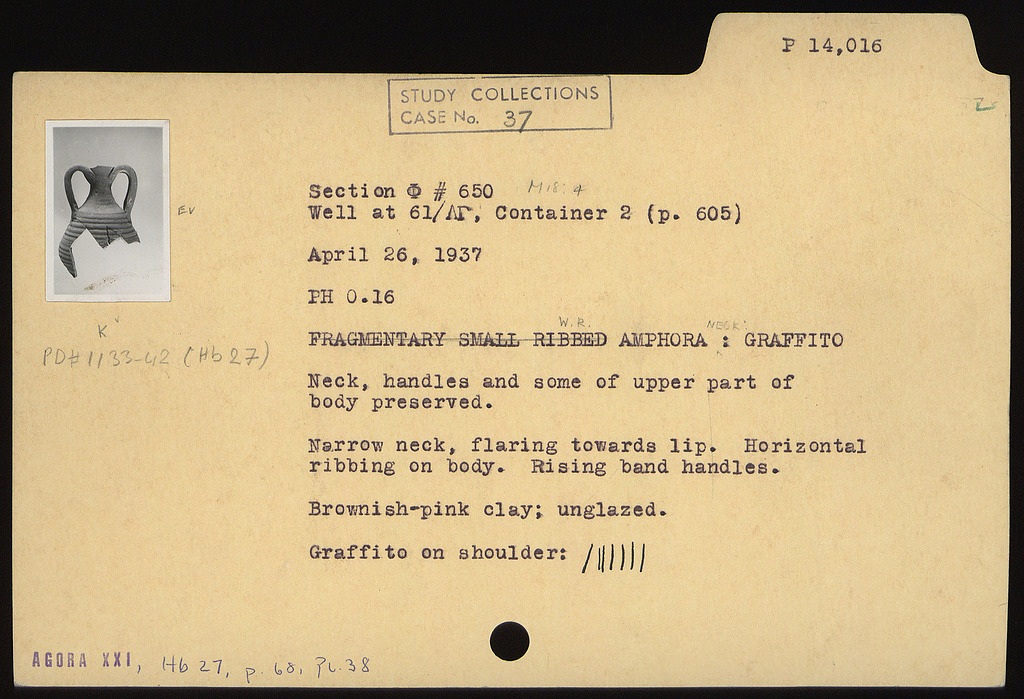 P 14,016
STUDY COLLECTIONS
CASE No. 37
Section Φ # 650 M18:4
Well at 61/ΛΓ, Container 2 (p. 605)
EV
April 26, 1937
PH 0.16
K
W.R. NECK
FRAGMENTARY SMALL RIBBED AMPHORA : GRAFFITO
PD#1133-42 (Hb 27)
Neck, handles and some of upper part of
body preserved.
Narrow neck, flaring towards lip. Horizontal
ribbing on body. Rising band handles.
Brownish-pink clay; unglazed.
Graffito on shoulder: /||||||
AGORA XXI, Hb 27, p. 68, Pl. 38